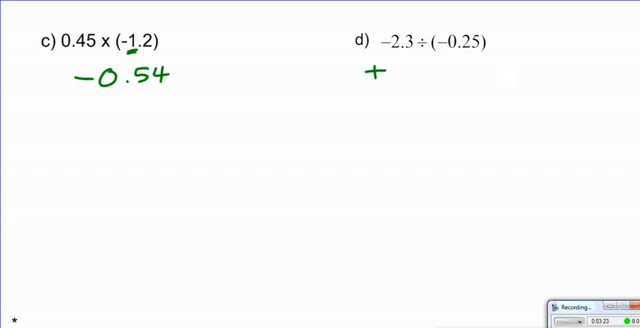 c) 0.45 x (-1.2)
-0.54
d) −2.3 ÷ (−0.25)
+
*
Recording...
0:03:23